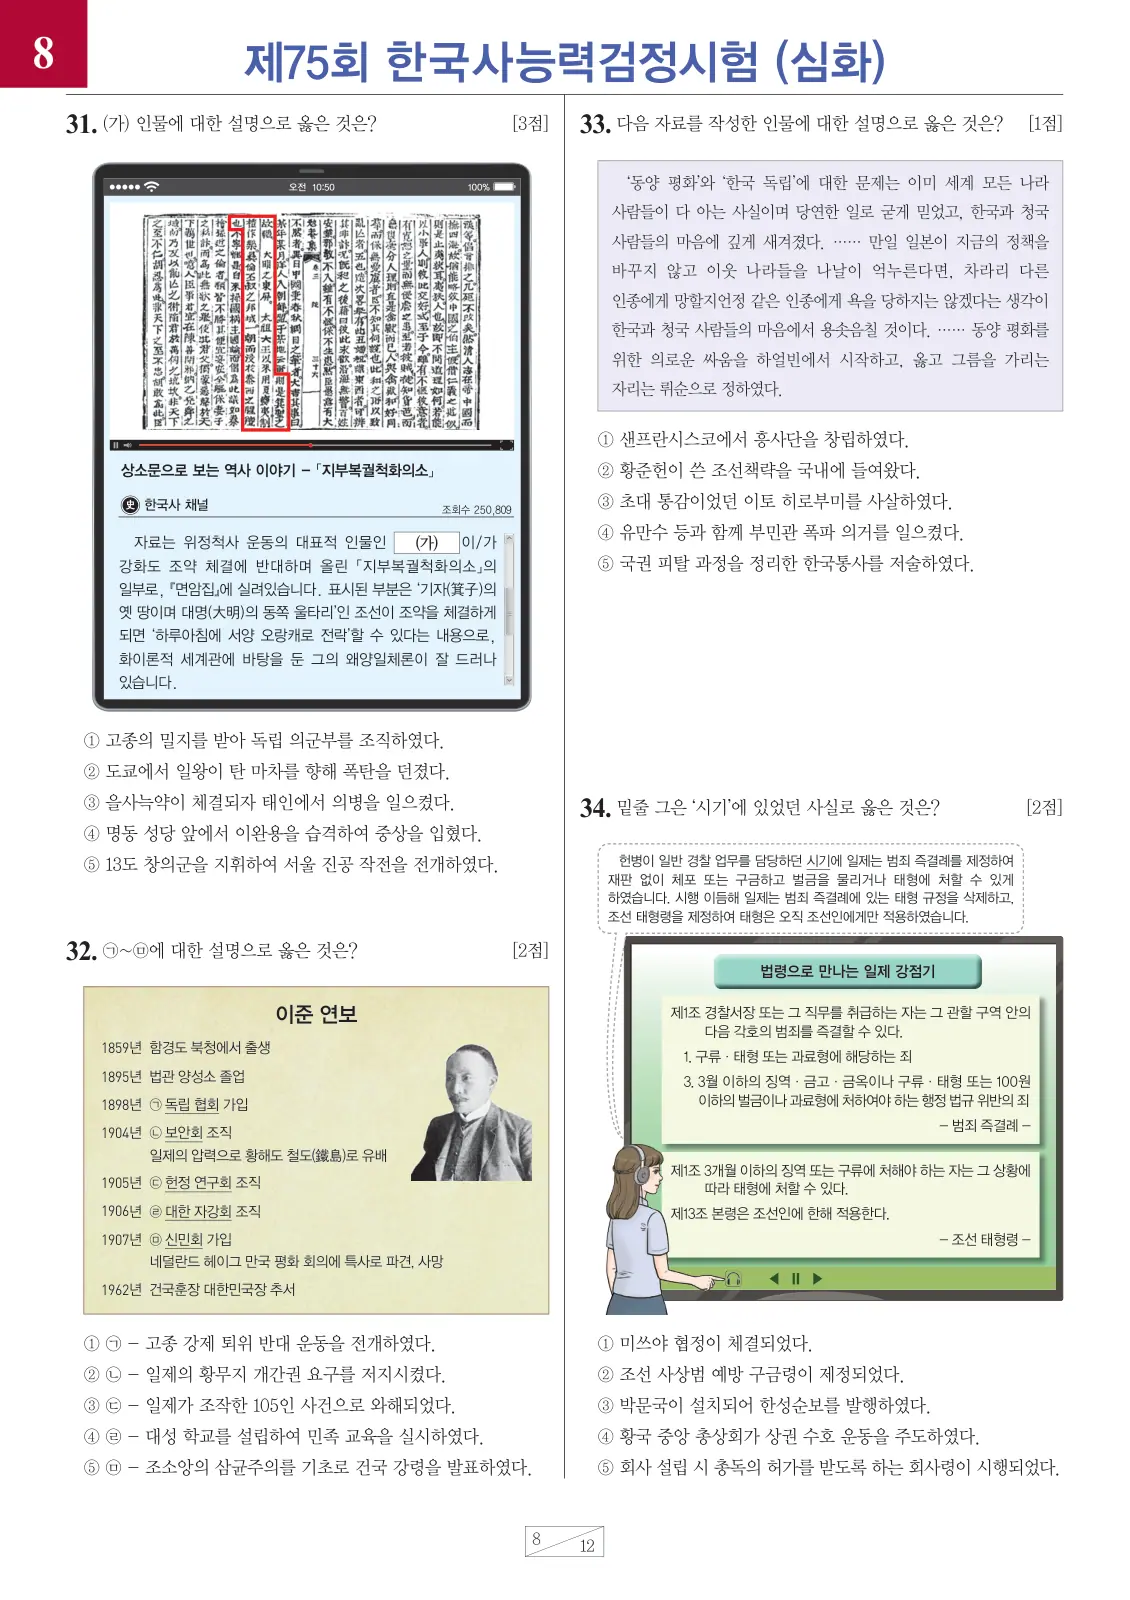 8
제75회 한국사능력검정시험 (심화)
31. (가) 인물에 대한 설명으로 옳은 것은? [3점]
오전 10:50
100%
상소문으로 보는 역사 이야기 – 「지부복궐척화의소」
史 한국사 채널
조회수 250,809
자료는 위정척사 운동의 대표적 인물인 (가) 이/가
강화도 조약 체결에 반대하며 올린 「지부복궐척화의소」의
일부로, 『면암집』에 실려있습니다. 표시된 부분은 ‘기자(箕子)의
옛 땅이며 대명(大明)의 동쪽 울타리’인 조선이 조약을 체결하게
되면 ‘하루아침에 서양 오랑캐로 전락’할 수 있다는 내용으로,
화이론적 세계관에 바탕을 둔 그의 왜양일체론이 잘 드러나
있습니다.
① 고종의 밀지를 받아 독립 의군부를 조직하였다.
② 도쿄에서 일왕이 탄 마차를 향해 폭탄을 던졌다.
③ 을사늑약이 체결되자 태인에서 의병을 일으켰다.
④ 명동 성당 앞에서 이완용을 습격하여 중상을 입혔다.
⑤ 13도 창의군을 지휘하여 서울 진공 작전을 전개하였다.
32. ㉠~㉤에 대한 설명으로 옳은 것은? [2점]
이준 연보
1859년 함경도 북청에서 출생
1895년 법관 양성소 졸업
1898년 ㉠ 독립 협회 가입
1904년 ㉡ 보안회 조직
일제의 압력으로 황해도 철도(鐵島)로 유배
1905년 ㉢ 헌정 연구회 조직
1906년 ㉣ 대한 자강회 조직
1907년 ㉤ 신민회 가입
네덜란드 헤이그 만국 평화 회의에 특사로 파견, 사망
1962년 건국훈장 대한민국장 추서
① ㉠ – 고종 강제 퇴위 반대 운동을 전개하였다.
② ㉡ – 일제의 황무지 개간권 요구를 저지시켰다.
③ ㉢ – 일제가 조작한 105인 사건으로 와해되었다.
④ ㉣ – 대성 학교를 설립하여 민족 교육을 실시하였다.
⑤ ㉤ – 조소앙의 삼균주의를 기초로 건국 강령을 발표하였다.
33. 다음 자료를 작성한 인물에 대한 설명으로 옳은 것은? [1점]
‘동양 평화’와 ‘한국 독립’에 대한 문제는 이미 세계 모든 나라
사람들이 다 아는 사실이며 당연한 일로 굳게 믿었고, 한국과 청국
사람들의 마음에 깊게 새겨졌다. …… 만일 일본이 지금의 정책을
바꾸지 않고 이웃 나라들을 나날이 억누른다면, 차라리 다른
인종에게 망할지언정 같은 인종에게 욕을 당하지는 않겠다는 생각이
한국과 청국 사람들의 마음에서 용솟음칠 것이다. …… 동양 평화를
위한 의로운 싸움을 하얼빈에서 시작하고, 옳고 그름을 가리는
자리는 뤼순으로 정하였다.
① 샌프란시스코에서 흥사단을 창립하였다.
② 황준헌이 쓴 조선책략을 국내에 들여왔다.
③ 초대 통감이었던 이토 히로부미를 사살하였다.
④ 유만수 등과 함께 부민관 폭파 의거를 일으켰다.
⑤ 국권 피탈 과정을 정리한 한국통사를 저술하였다.
34. 밑줄 그은 ‘시기’에 있었던 사실로 옳은 것은? [2점]
헌병이 일반 경찰 업무를 담당하던 시기에 일제는 범죄 즉결례를 제정하여
재판 없이 체포 또는 구금하고 벌금을 물리거나 태형에 처할 수 있게
하였습니다. 시행 이듬해 일제는 범죄 즉결례에 있는 태형 규정을 삭제하고,
조선 태형령을 제정하여 태형은 오직 조선인에게만 적용하였습니다.
법령으로 만나는 일제 강점기
제1조 경찰서장 또는 그 직무를 취급하는 자는 그 관할 구역 안의
다음 각호의 범죄를 즉결할 수 있다.
1. 구류·태형 또는 과료형에 해당하는 죄
3. 3월 이하의 징역·금고·금옥이나 구류·태형 또는 100원
이하의 벌금이나 과료형에 처하여야 하는 행정 법규 위반의 죄
– 범죄 즉결례 –
제1조 3개월 이하의 징역 또는 구류에 처해야 하는 자는 그 상황에
따라 태형에 처할 수 있다.
제13조 본령은 조선인에 한해 적용한다.
– 조선 태형령 –
① 미쓰야 협정이 체결되었다.
② 조선 사상범 예방 구금령이 제정되었다.
③ 박문국이 설치되어 한성순보를 발행하였다.
④ 황국 중앙 총상회가 상권 수호 운동을 주도하였다.
⑤ 회사 설립 시 총독의 허가를 받도록 하는 회사령이 시행되었다.
8
12